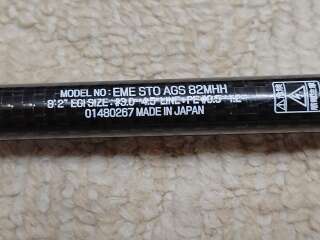 MODEL NO : EME STO AGS 82MHH
8'2" EGI SIZE : #3.0-4.5 LINE : PE #0.5-1.2
01480267 MADE IN JAPAN